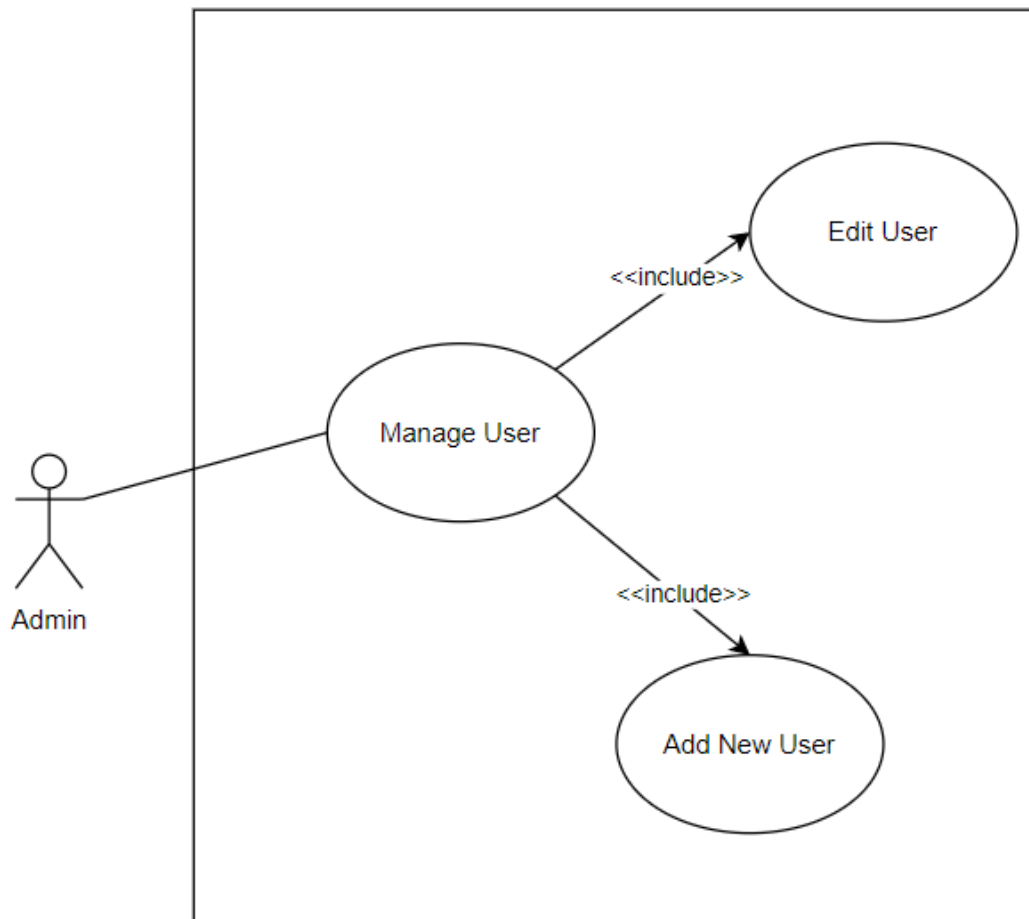 Edit User
<<include>>
Manage User
<<include>>
Admin
Add New User